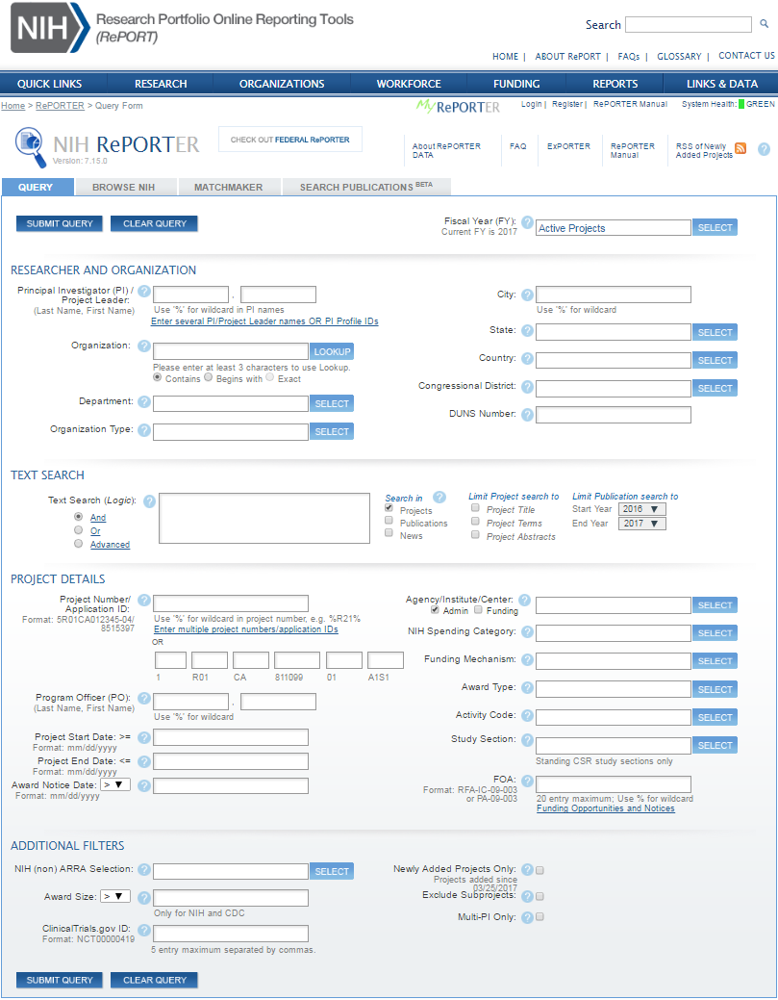 NIH Research Portfolio Online Reporting Tools
(RePORT)
Search
HOME | ABOUT RePORT | FAQs | GLOSSARY | CONTACT US
QUICK LINKS RESEARCH ORGANIZATIONS WORKFORCE FUNDING REPORTS LINKS & DATA
Home > RePORTER > Query Form
My RePORTER Login | Register | RePORTER Manual System Health: GREEN
NIH RePORTER
Version: 7.15.0
CHECK OUT FEDERAL RePORTER
About RePORTER DATA
FAQ
ExPORTER
RePORTER Manual
RSS of Newly Added Projects
?
QUERY BROWSE NIH MATCHMAKER SEARCH PUBLICATIONS BETA
SUBMIT QUERY CLEAR QUERY
Fiscal Year (FY): ? Active Projects SELECT
Current FY is 2017
RESEARCHER AND ORGANIZATION
Principal Investigator (PI) / ? ,
Project Leader:
(Last Name, First Name) Use '%' for wildcard in PI names
Enter several PI/Project Leader names OR PI Profile IDs
Organization: ? LOOKUP
Please enter at least 3 characters to use Lookup.
Contains Begins with Exact
Department: ? SELECT
Organization Type: ? SELECT
City: ?
Use '%' for wildcard
State: ? SELECT
Country: ? SELECT
Congressional District: ? SELECT
DUNS Number: ?
TEXT SEARCH
Text Search (Logic): ?
And
Or
Advanced
Search in ?
Projects
Publications
News
Limit Project search to
Project Title
Project Terms
Project Abstracts
Limit Publication search to
Start Year 2016 ▼
End Year 2017 ▼
PROJECT DETAILS
Project Number/ ?
Application ID:
Format: 5R01CA012345-04/
8515397
Use '%' for wildcard in project number, e.g. %R21%
Enter multiple project numbers/application IDs
OR
1 R01 CA 811099 01 A1S1
Program Officer (PO): ? ,
(Last Name, First Name)
Use '%' for wildcard
Project Start Date: >= ?
Format: mm/dd/yyyy
Project End Date: <= ?
Format: mm/dd/yyyy
Award Notice Date: > ▼ ?
Format: mm/dd/yyyy
Agency/Institute/Center: ? SELECT
Admin Funding
NIH Spending Category: ? SELECT
Funding Mechanism: ? SELECT
Award Type: ? SELECT
Activity Code: ? SELECT
Study Section: ? SELECT
Standing CSR study sections only
FOA: ?
Format: RFA-IC-09-003
or PA-09-003
20 entry maximum; Use % for wildcard
Funding Opportunities and Notices
ADDITIONAL FILTERS
NIH (non) ARRA Selection: ? SELECT
Award Size: > ▼ ?
Only for NIH and CDC
ClinicalTrials.gov ID: ?
Format: NCT00000419
5 entry maximum separated by commas.
Newly Added Projects Only: ?
Projects added since
03/25/2017
Exclude Subprojects: ?
Multi-PI Only: ?
SUBMIT QUERY CLEAR QUERY